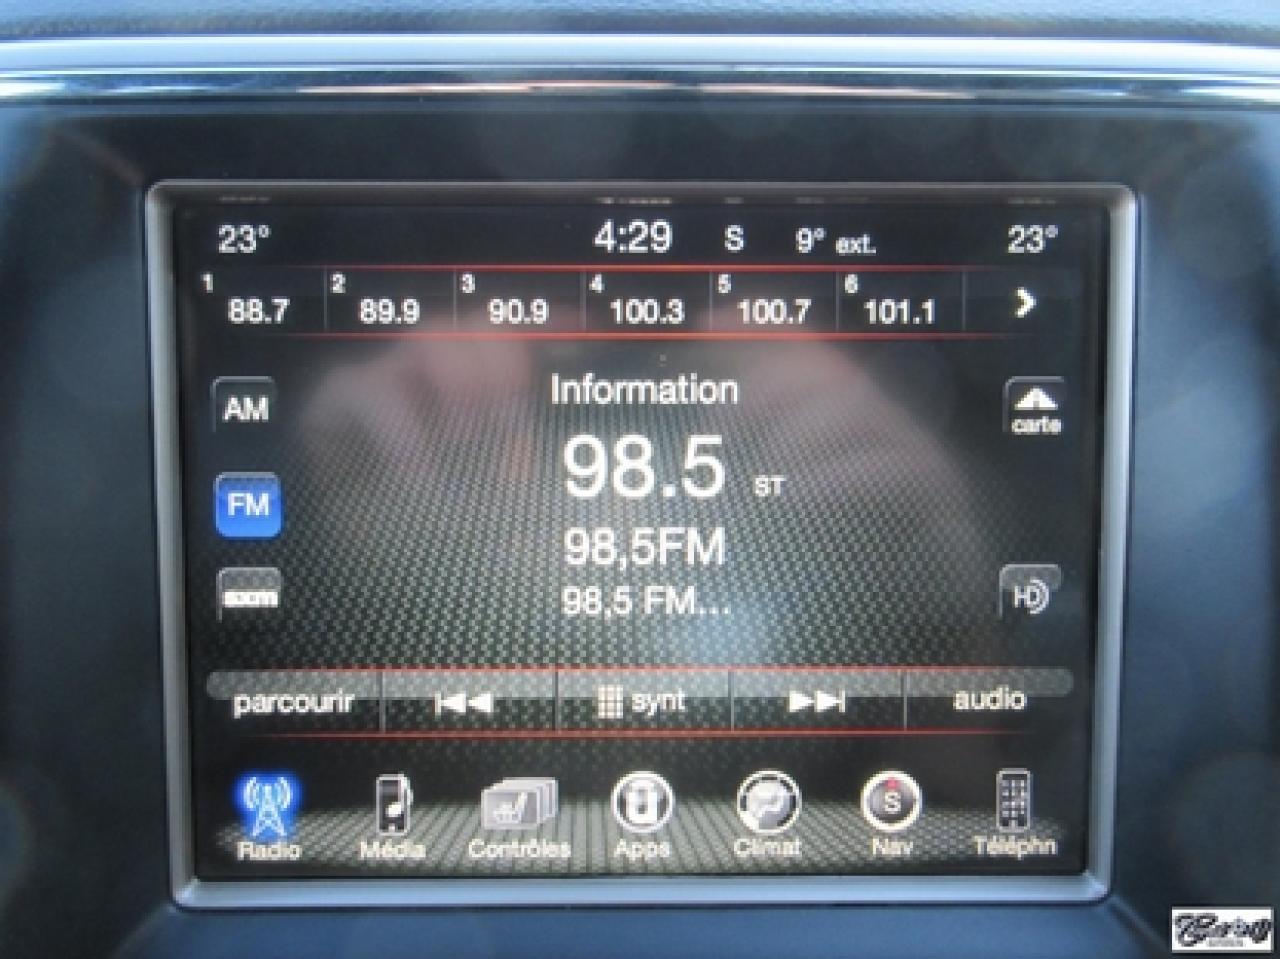 23° 4:29 S 9° ext. 23°
1 2 3 4 5 6
88.7 89.9 90.9 100.3 100.7 101.1
Information
AM
carte
98.5 ST
FM
98,5FM
98,5 FM...
HD
parcourir synt audio
S
Radio Média Contrôles Apps Climat Nav Téléphn